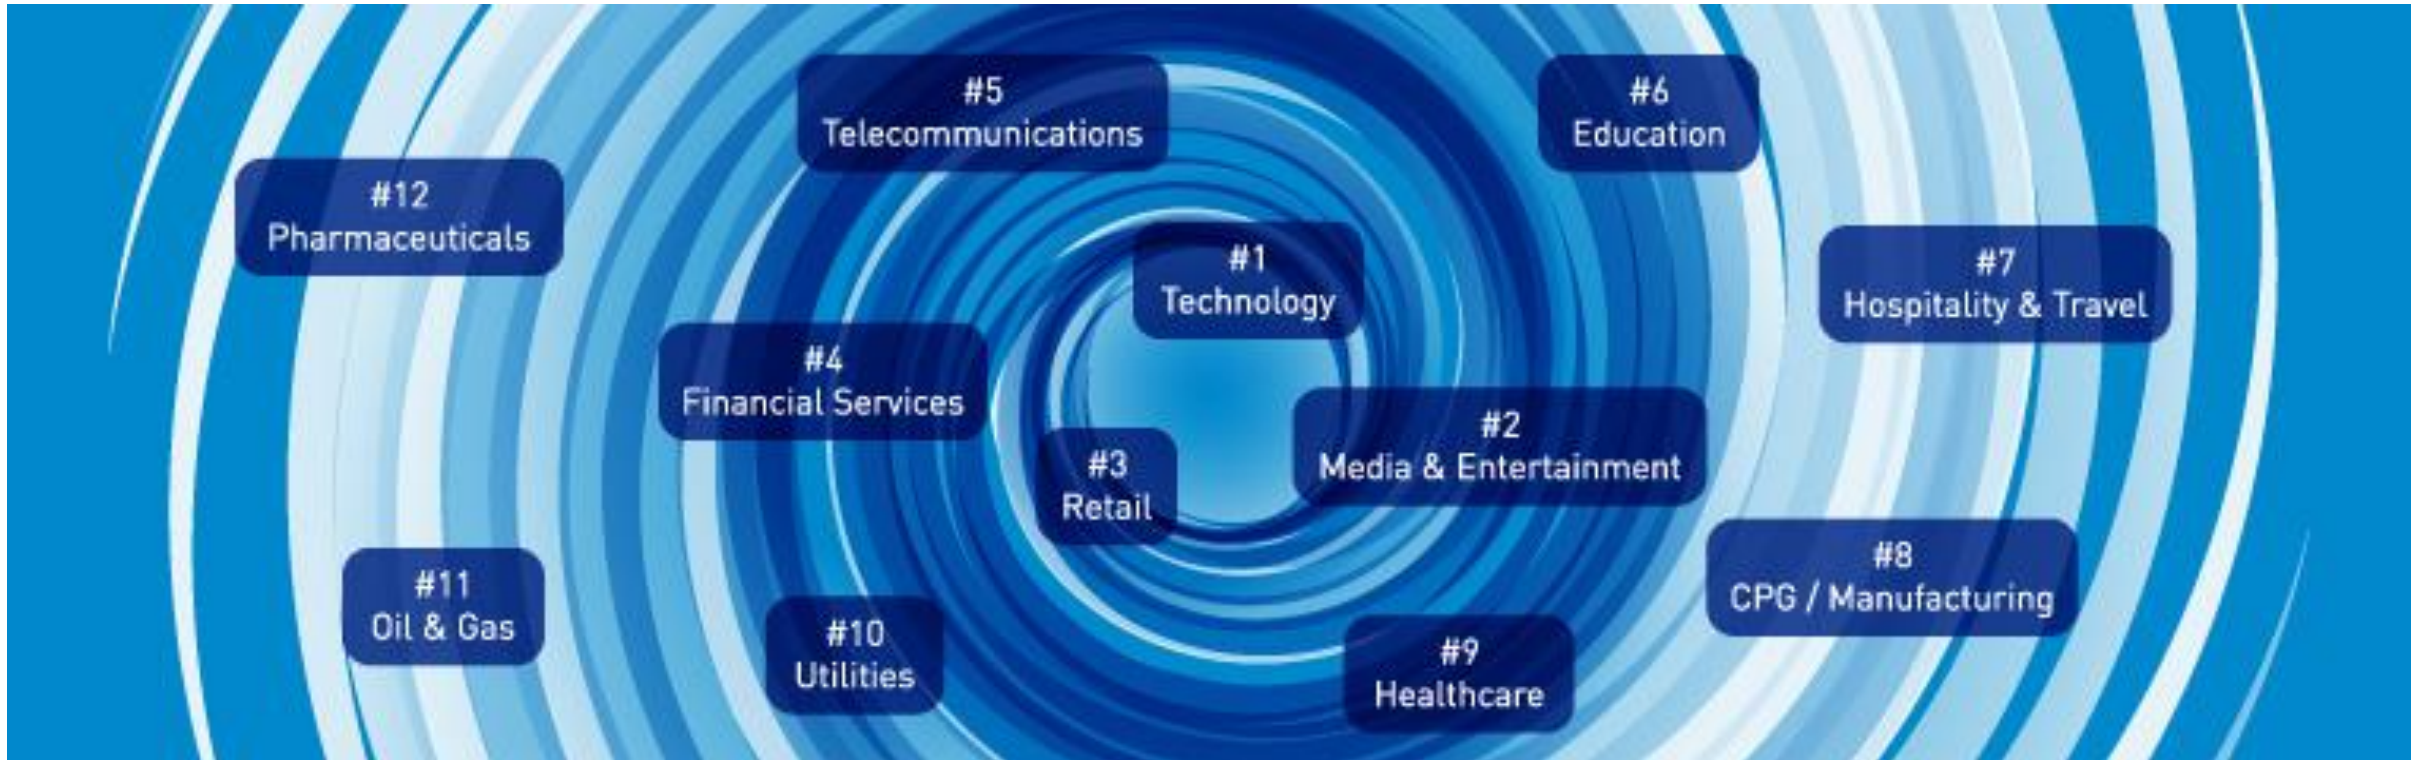 #5
Telecommunications
#6
Education
#12
Pharmaceuticals
#1
Technology
#7
Hospitality & Travel
#4
Financial Services
#2
Media & Entertainment
#3
Retail
#8
CPG / Manufacturing
#11
Oil & Gas
#10
Utilities
#9
Healthcare